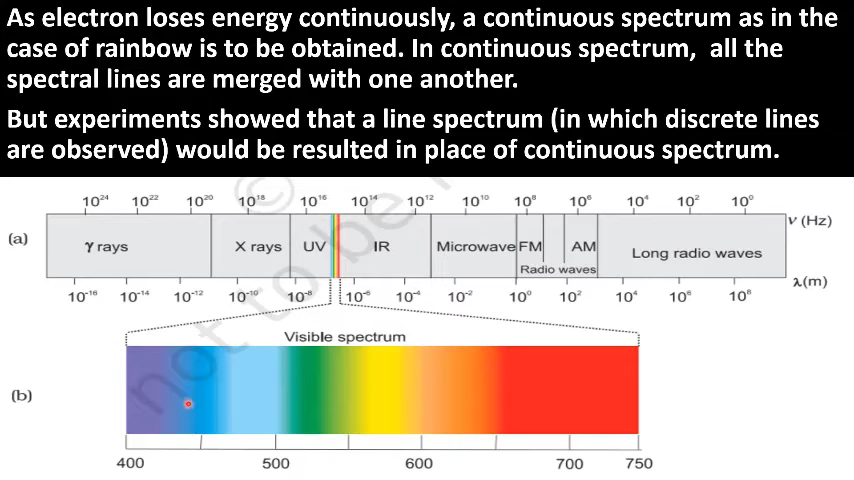 As electron loses energy continuously, a continuous spectrum as in the
case of rainbow is to be obtained. In continuous spectrum, all the
spectral lines are merged with one another.
But experiments showed that a line spectrum (in which discrete lines
are observed) would be resulted in place of continuous spectrum.
10²⁴ 10²² 10²⁰ 10¹⁸ 10¹⁶ 10¹⁴ 10¹² 10¹⁰ 10⁸ 10⁶ 10⁴ 10² 10⁰ ν (Hz)
(a) γ rays X rays UV IR Microwave FM AM Long radio waves
Radio waves
10⁻¹⁶ 10⁻¹⁴ 10⁻¹² 10⁻¹⁰ 10⁻⁸ 10⁻⁶ 10⁻⁴ 10⁻² 10⁰ 10² 10⁴ 10⁶ 10⁸ λ(m)
Visible spectrum
(b)
400 500 600 700 750
© not to be